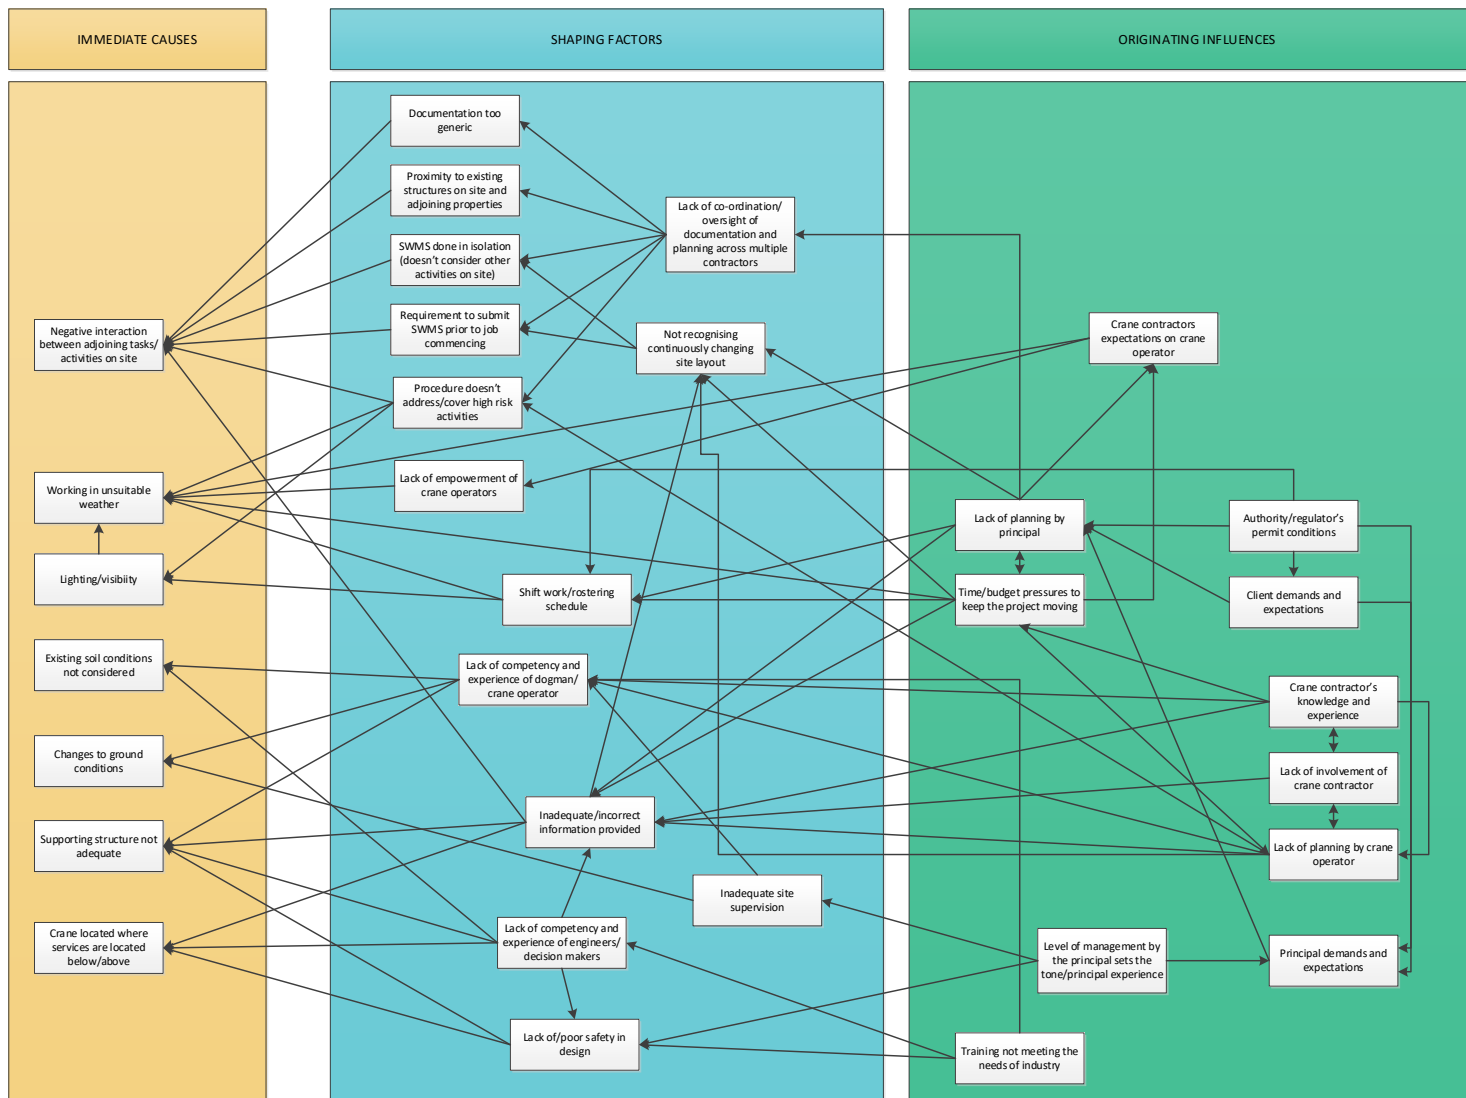 IMMEDIATE CAUSES
SHAPING FACTORS
ORIGINATING INFLUENCES
Negative interaction
between adjoining tasks/
activities on site
Working in unsuitable
weather
Lighting/visibiity
Existing soil conditions
not considered
Changes to ground
conditions
Supporting structure not
adequate
Crane located where
services are located
below/above
Documentation too
generic
Proximity to existing
structures on site and
adjoining properties
SWMS done in isolation
(doesn't consider other
activities on site)
Requirement to submit
SWMS prior to job
commencing
Procedure doesn't
address/cover high risk
activities
Lack of empowerment of
crane operators
Lack of co-ordination/
oversight of
documentation and
planning across multiple
contractors
Not recognising
continuously changing
site layout
Shift work/rostering
schedule
Lack of competency and
experience of dogman/
crane operator
Inadequate/incorrect
information provided
Inadequate site
supervision
Lack of competency and
experience of engineers/
decision makers
Lack of/poor safety in
design
Crane contractors
expectations on crane
operator
Lack of planning by
principal
Time/budget pressures to
keep the project moving
Authority/regulator's
permit conditions
Client demands and
expectations
Crane contractor's
knowledge and
experience
Lack of involvement of
crane contractor
Lack of planning by crane
operator
Level of management by
the principal sets the
tone/principal experience
Principal demands and
expectations
Training not meeting the
needs of industry